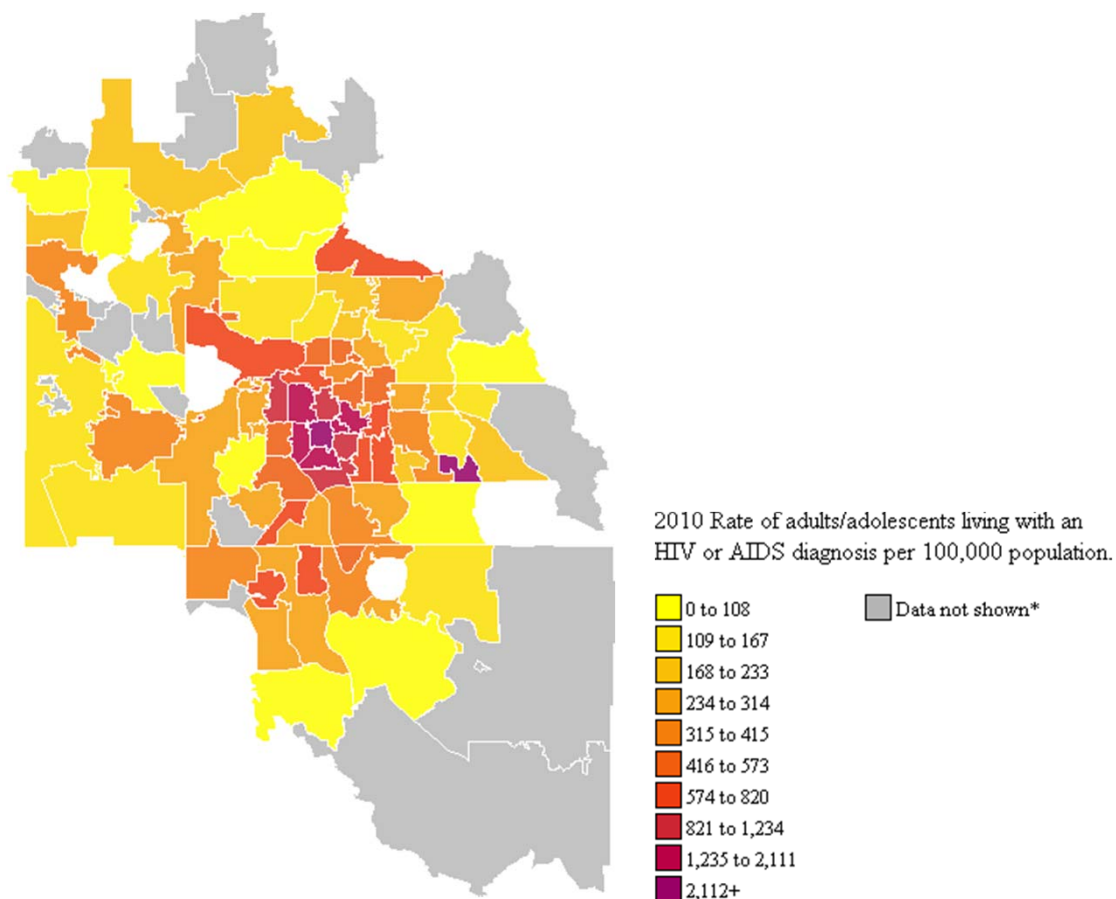 2010 Rate of adults/adolescents living with an
HIV or AIDS diagnosis per 100,000 population.
0 to 108
109 to 167
168 to 233
234 to 314
315 to 415
416 to 573
574 to 820
821 to 1,234
1,235 to 2,111
2,112+
Data not shown*